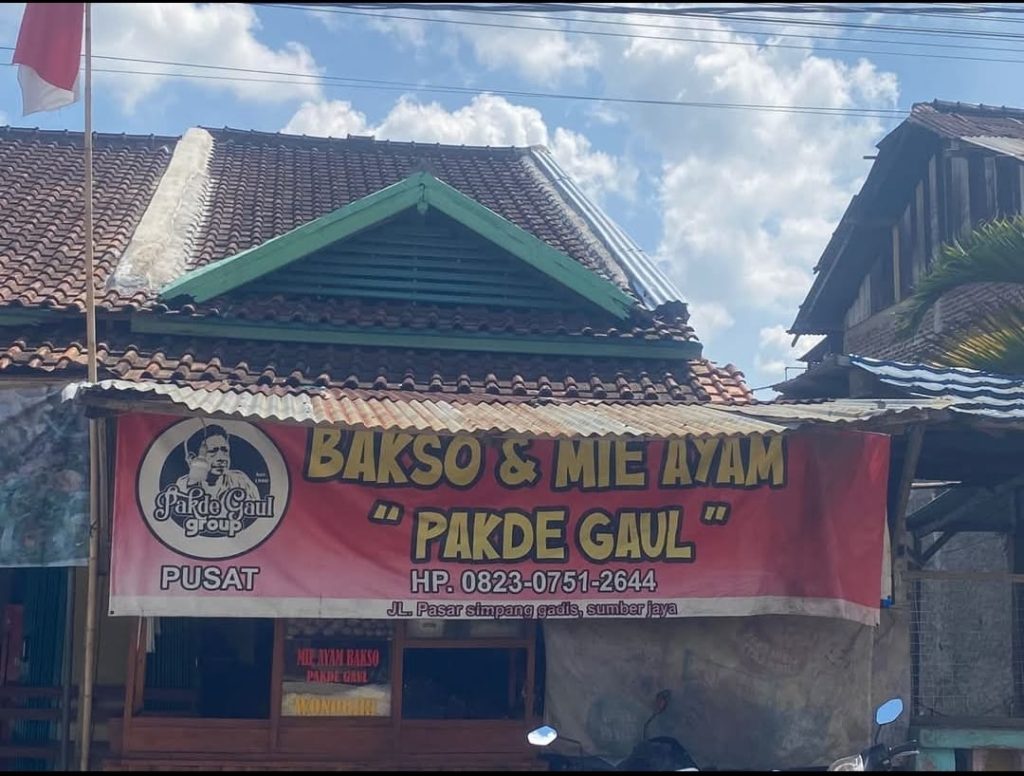 BAKSO & MIE AYAM
" PAKDE GAUL "
HP. 0823-0751-2644
JL. Pasar simpang gadis, sumber jaya
Pakde Gaul
group
PUSAT
MIE AYAM BAKSO
PAKDE GAUL
WONOGIRI